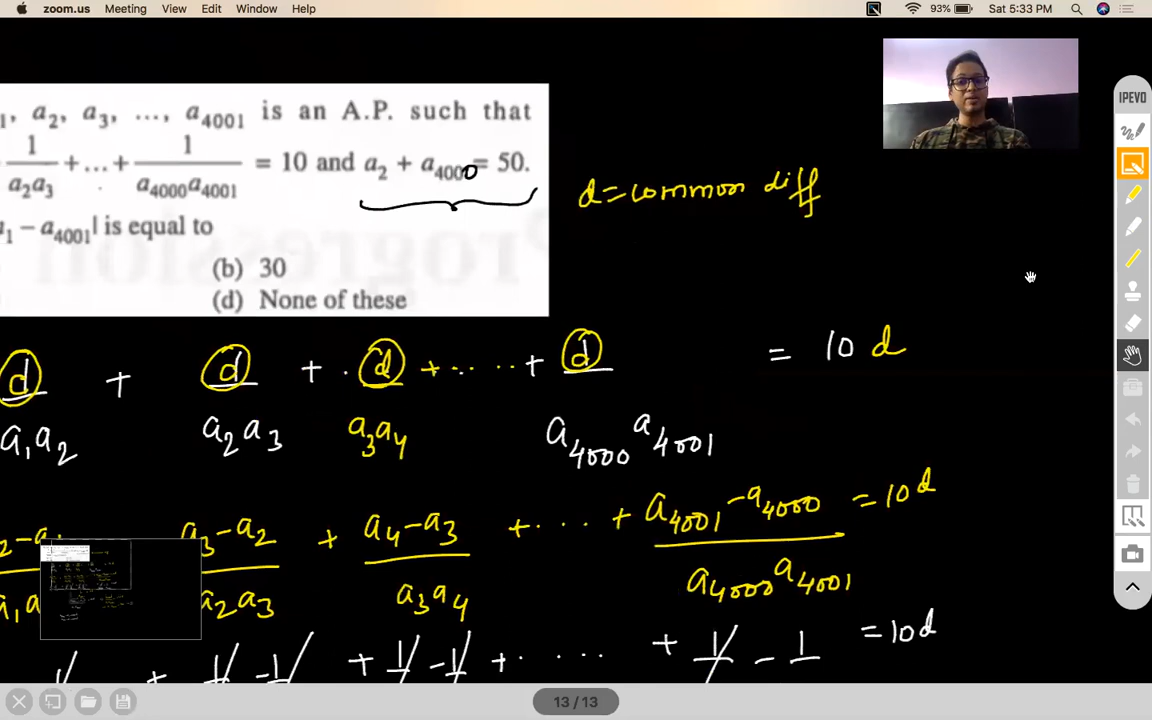 zoom.us Meeting View Edit Window Help 93% Sat 5:33 PM
1, a2, a3, ..., a4001 is an A.P. such that
1/a2a3 +...+ 1/a4000a4001 = 10 and a2 + a4000 = 50.
a1 − a4001| is equal to
(b) 30
(d) None of these
d = common diff
IPEVO
d/a1a2 + d/a2a3 + d/a3a4 + ..... + d/a4000a4001 = 10d
a3−a2/a2a3 + a4−a3/a3a4 + ..... + a4001−a4000/a4000a4001 = 10d
+ 1/ − 1/ + 1/ − 1/ + ..... + 1/ − 1/ = 10d
13 / 13